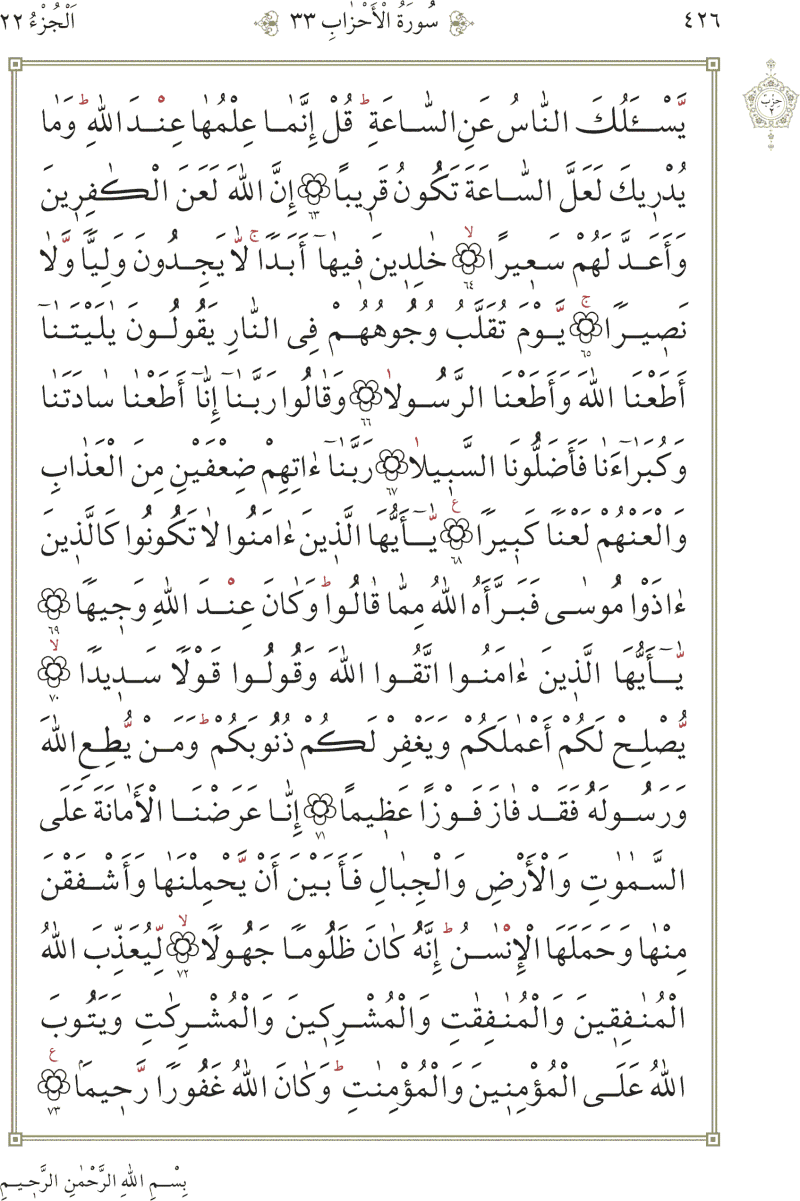 اَلْجُزْءُ ٢٢ سُورَةُ الْأَحْزَابِ ٣٣ ٤٢٦
حزب ٢
يَّسْـَٔلُكَ النَّاسُ عَنِ السَّاعَةِ ۖ قُلْ إِنَّمَا عِلْمُهَا عِنْدَ اللّٰهِ ۖ وَمَا
يُدْرِيكَ لَعَلَّ السَّاعَةَ تَكُونُ قَرِيبًا ٦٣ إِنَّ اللّٰهَ لَعَنَ الْكٰفِرِينَ
وَأَعَدَّ لَهُمْ سَعِيرًا ٦٤ خٰلِدِينَ فِيهَآ أَبَدًا ۚ لَّا يَجِدُونَ وَلِيًّا وَّلَا
نَصِيرًا ٦٥ يَّوْمَ تُقَلَّبُ وُجُوهُهُمْ فِى النَّارِ يَقُولُونَ يٰلَيْتَنَآ
أَطَعْنَا اللّٰهَ وَأَطَعْنَا الرَّسُولَا ٦٦ وَقَالُوا رَبَّنَآ إِنَّآ أَطَعْنَا سَادَتَنَا
وَكُبَرَآءَنَا فَأَضَلُّونَا السَّبِيلَا ٦٧ رَبَّنَآ ءَاتِهِمْ ضِعْفَيْنِ مِنَ الْعَذَابِ
وَالْعَنْهُمْ لَعْنًا كَبِيرًا ٦٨ يَّٰٓأَيُّهَا الَّذِينَ ءَامَنُوا لَا تَكُونُوا كَالَّذِينَ
ءَاذَوْا مُوسٰى فَبَرَّأَهُ اللّٰهُ مِمَّا قَالُوا ۖ وَكَانَ عِنْدَ اللّٰهِ وَجِيهًا ٦٩
يَّٰٓأَيُّهَا الَّذِينَ ءَامَنُوا اتَّقُوا اللّٰهَ وَقُولُوا قَوْلًا سَدِيدًا ٧٠
يُّصْلِحْ لَكُمْ أَعْمٰلَكُمْ وَيَغْفِرْ لَكُمْ ذُنُوبَكُمْ ۖ وَمَنْ يُّطِعِ اللّٰهَ
وَرَسُولَهُ فَقَدْ فَازَ فَوْزًا عَظِيمًا ٧١ إِنَّا عَرَضْنَا الْأَمَانَةَ عَلَى
السَّمٰوٰتِ وَالْأَرْضِ وَالْجِبَالِ فَأَبَيْنَ أَنْ يَّحْمِلْنَهَا وَأَشْفَقْنَ
مِنْهَا وَحَمَلَهَا الْإِنْسٰنُ ۖ إِنَّهُ كَانَ ظَلُومًا جَهُولًا ٧٢ لِّيُعَذِّبَ اللّٰهُ
الْمُنٰفِقِينَ وَالْمُنٰفِقٰتِ وَالْمُشْرِكِينَ وَالْمُشْرِكٰتِ وَيَتُوبَ
اللّٰهُ عَلَى الْمُؤْمِنِينَ وَالْمُؤْمِنٰتِ ۖ وَكَانَ اللّٰهُ غَفُورًا رَّحِيمًا ٧٣
بِسْمِ اللّٰهِ الرَّحْمٰنِ الرَّحِيمِ